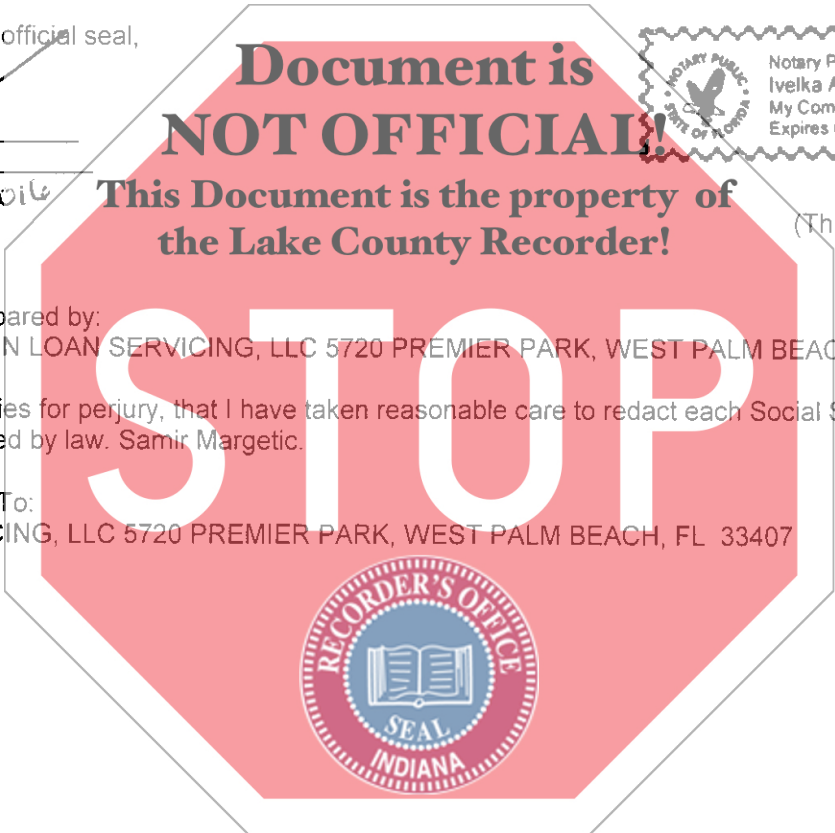 official seal,
Document is
NOT OFFICIAL!
This Document is the property of
the Lake County Recorder!
NOTARY PUBLIC
STATE OF FLORIDA
Notary P
Ivelka A
My Com
Expires
(Th
pared by:
N LOAN SERVICING, LLC 5720 PREMIER PARK, WEST PALM BEAC
ies for perjury, that I have taken reasonable care to redact each Social S
ed by law. Samir Margetic.
To:
CING, LLC 5720 PREMIER PARK, WEST PALM BEACH, FL 33407
STOP
RECORDER'S OFFICE
SEAL
INDIANA